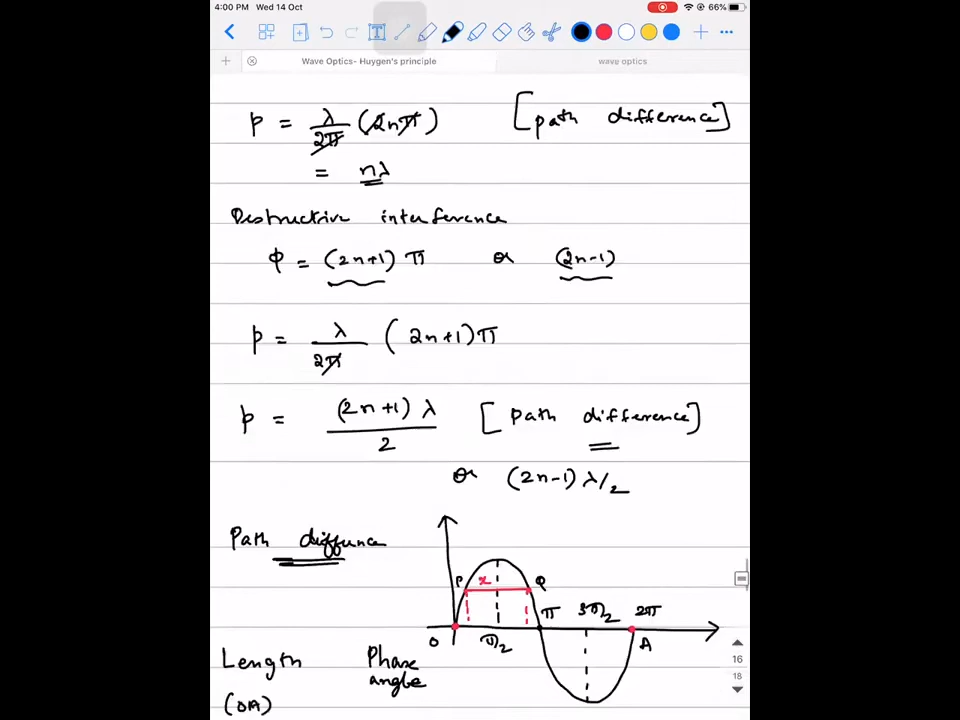 4:00 PM Wed 14 Oct 66%
Wave Optics- Huygen's principle wave optics
p = λ/2π (2nπ) [path difference]
= nλ
Destructive interference
Φ = (2n+1) π or (2n-1)
p = λ/2π (2n+1)π
p = (2n+1) λ/2 [path difference]
or (2n-1) λ/2
Path diffunce
P x Q
O π/2 π 3π/2 2π A
Length Phase
angle
(OA)
16
18